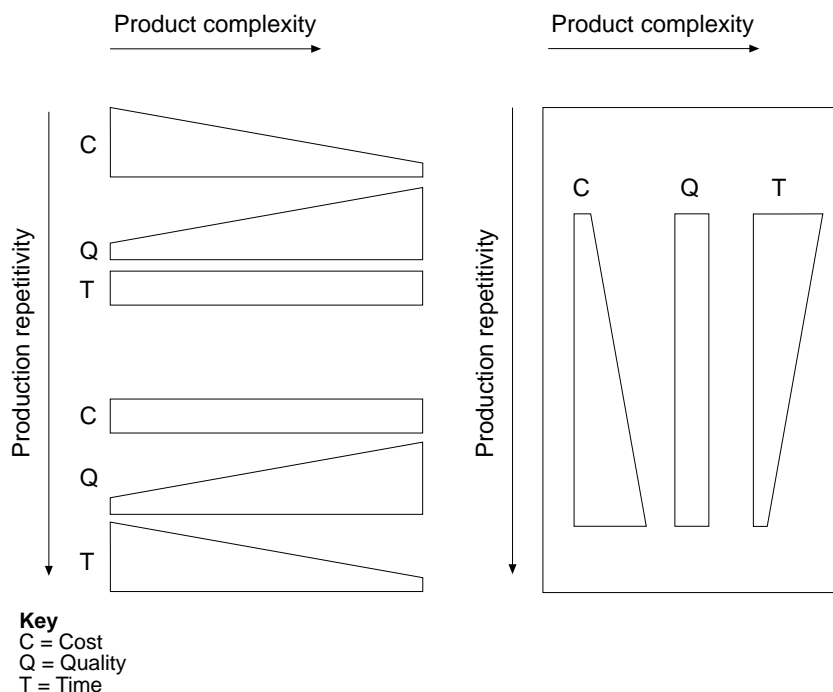 Product complexity
Production repetitivity
C
Q
T
C
Q
T
Key
C = Cost
Q = Quality
T = Time
Product complexity
Production repetitivity
C Q T